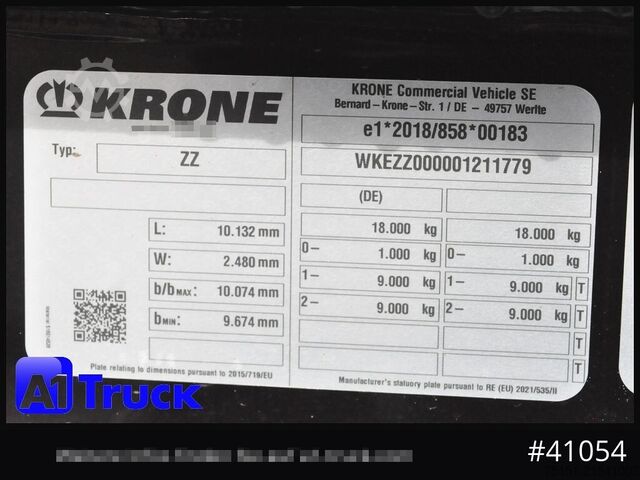 KRONE
KRONE Commercial Vehicle SE
Bernard-Krone-Str. 1 / DE - 49757 Werlte
e1*2018/858*00183
Typ: ZZ
WKEZZ000001211779
(DE)
L: 10.132 mm
W: 2.480 mm
b/bMAX: 10.074 mm
bMIN: 9.674 mm
18.000 kg 18.000 kg
0- 1.000 kg 0- 1.000 kg
1- 9.000 kg 1- 9.000 kg T
2- 9.000 kg 2- 9.000 kg T
T
T
Plate relating to dimensions pursuant to 2015/719/EU
Manufacturer's statuory plate pursuant to RE (EU) 2021/535/II
A1 Truck
#41054